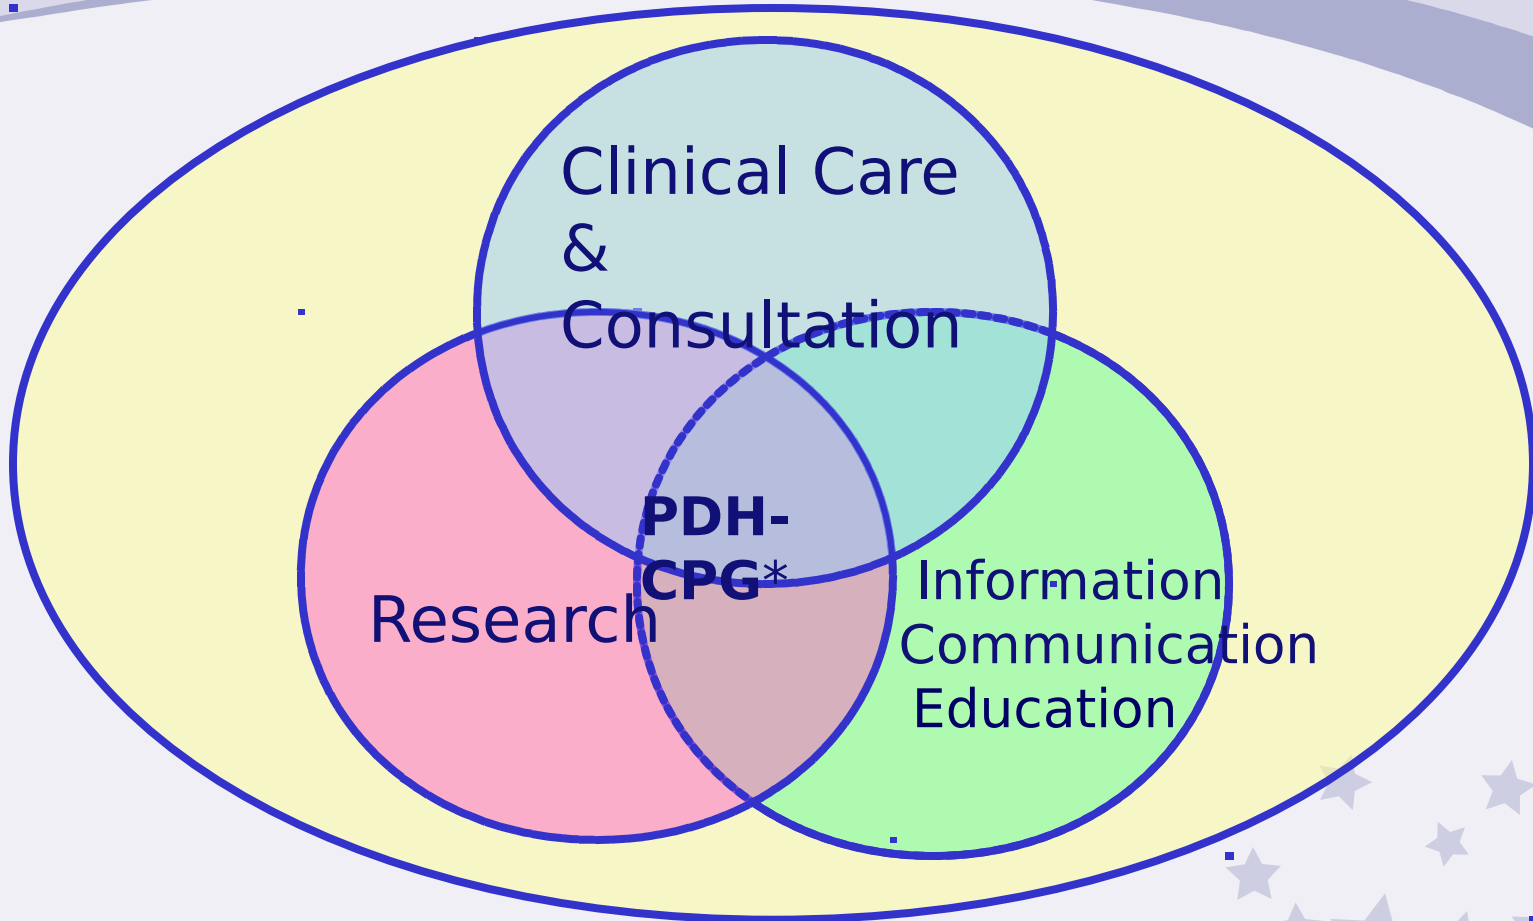 Clinical Care
&
Consultation
PDH-
CPG*
Research
Information
Communication
Education